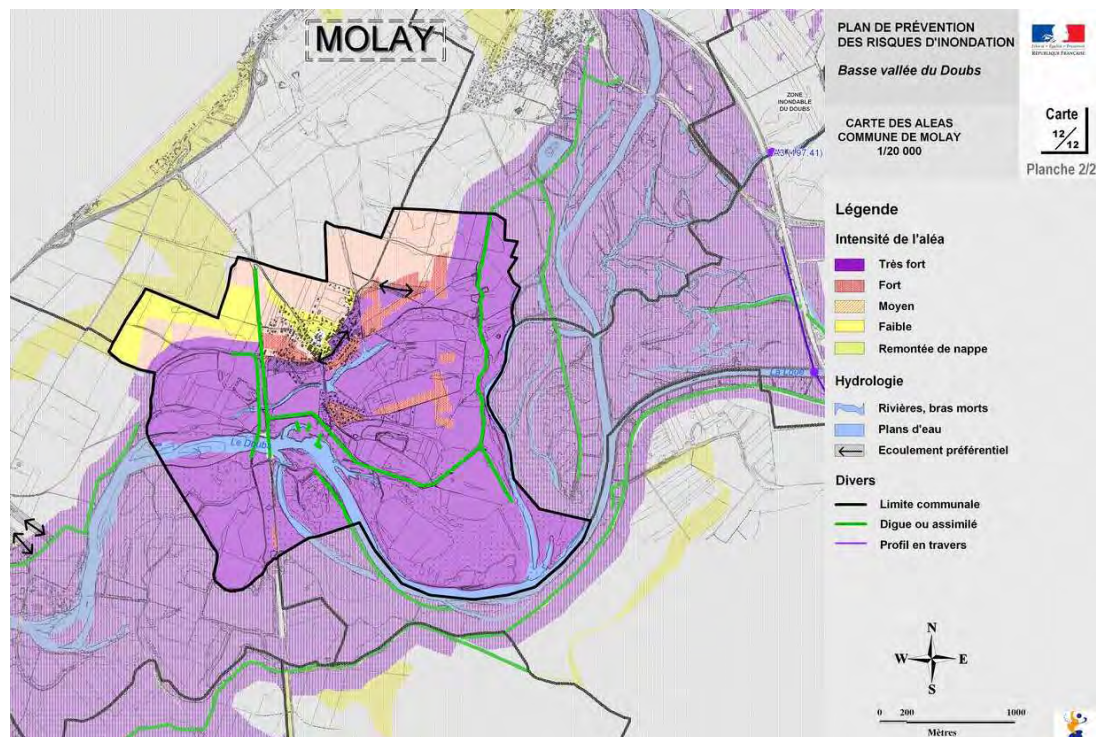 MOLAY
PLAN DE PRÉVENTION
DES RISQUES D'INONDATION
Basse vallée du Doubs
RÉPUBLIQUE FRANÇAISE
CARTE DES ALEAS
COMMUNE DE MOLAY
1/20 000
Carte
12/12
Planche 2/2
ZONE
INONDABLE
DU DOUBS
La Loue
Le Doubs
Légende
Intensité de l'aléa
Très fort
Fort
Moyen
Faible
Remontée de nappe
Hydrologie
Rivières, bras morts
Plans d'eau
Ecoulement préférentiel
Divers
Limite communale
Digue ou assimilé
Profil en travers
N
W E
S
0 200 1000
Mètres